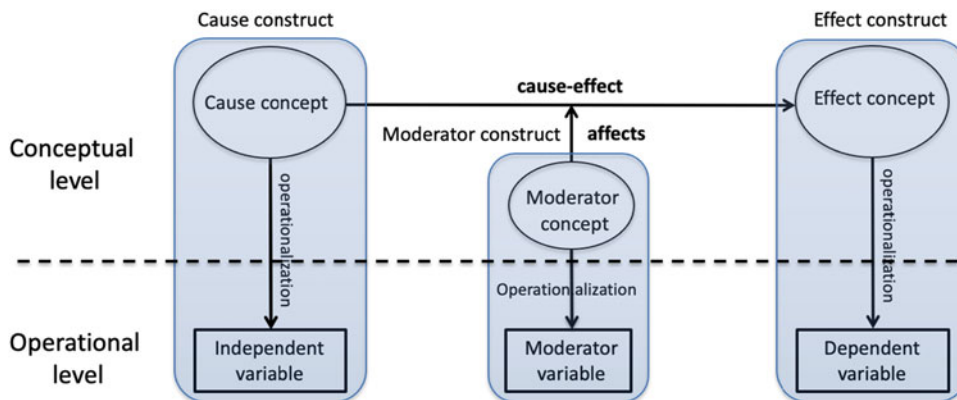 Cause construct
Effect construct
Cause concept
cause-effect
Effect concept
Moderator construct
affects
Conceptual
level
operationalization
Moderator
concept
operationalization
Operationalization
Operational
level
Independent
variable
Moderator
variable
Dependent
variable